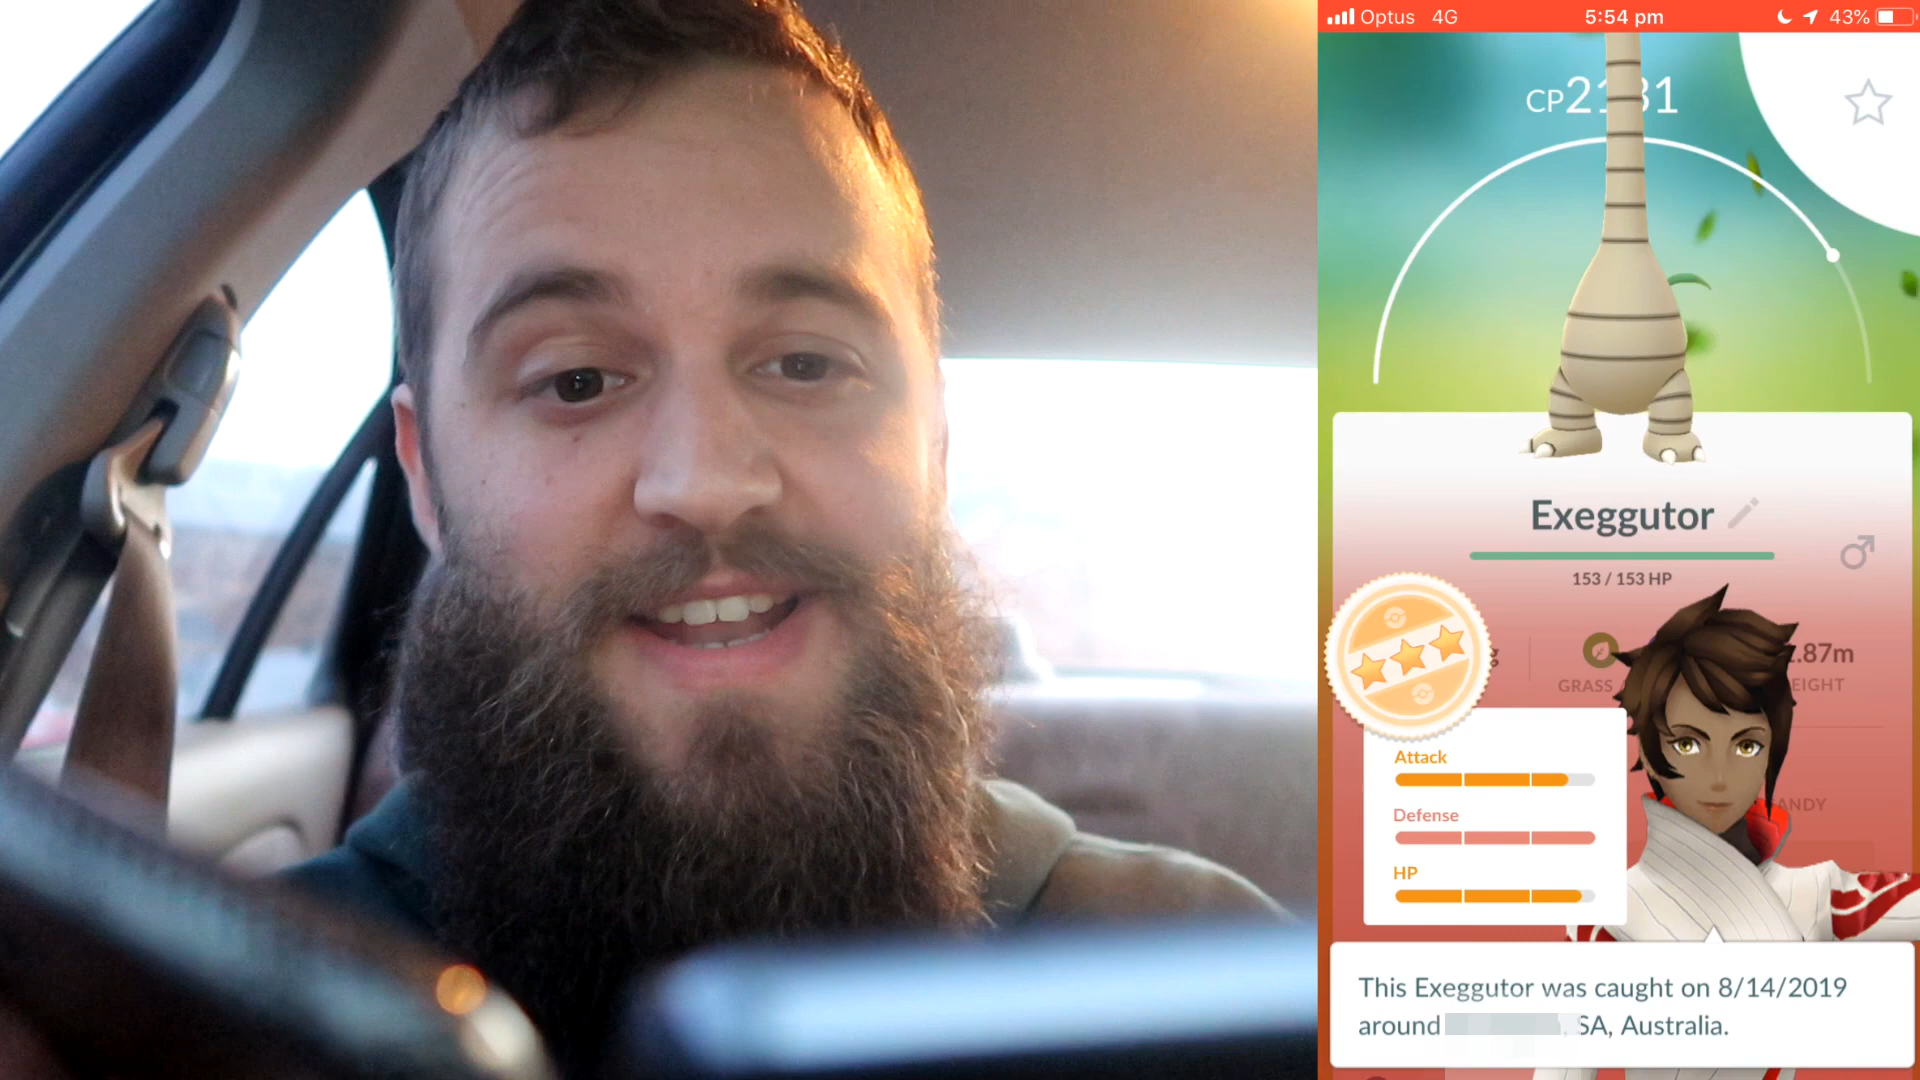 Optus 4G 5:54 pm 43%
Exeggutor
153 / 153 HP
GRASS
Attack
Defense
HP
This Exeggutor was caught on 8/14/2019
around , SA, Australia.